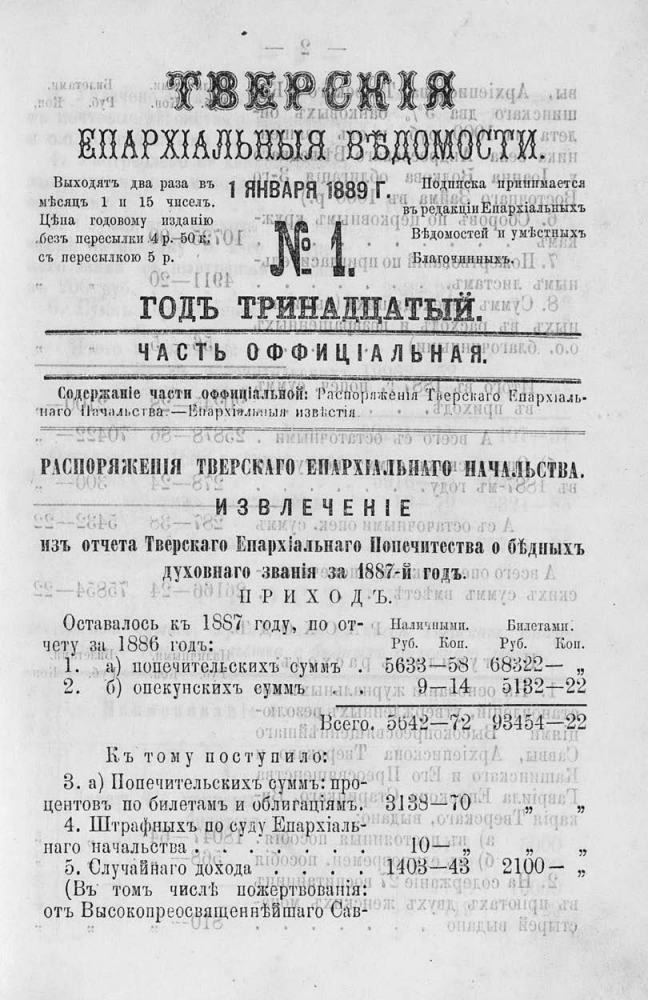 ТВЕРСКІЯ
ЕПАРХІАЛЬНЫЯ ВѢДОМОСТИ.
Выходятъ два раза въ
мѣсяцъ 1 и 15 чиселъ.
Цѣна годовому изданію
безъ пересылки 4 р. 50 к.
съ пересылкою 5 р.
1 ЯНВАРЯ 1889 Г.
№ 1.
Подписка принимается
въ редакціи Епархіальныхъ
Вѣдомостей и умѣстныхъ
Благочинныхъ.
ГОДЪ ТРИНАДЦАТЫЙ.
ЧАСТЬ ОФФИЦІАЛЬНАЯ.
Содержаніе части оффиціальной: Распоряженія Тверскаго Епархіаль-
наго Начальства.—Епархіальныя извѣстія.
РАСПОРЯЖЕНІЯ ТВЕРСКАГО ЕПАРХІАЛЬНАГО НАЧАЛЬСТВА.
ИЗВЛЕЧЕНІЕ
изъ отчета Тверскаго Епархіальнаго Попечитества о бѣдныхъ
духовнаго званія за 1887-й годъ.
ПРИХОДЪ.
Оставалось къ 1887 году, по от- Наличными. Билетами.
чету за 1886 годъ: Руб. Коп. Руб. Коп.
1. а) попечительскихъ суммъ . 5633—58 68322— „
2. б) опекунскихъ суммъ . . 9—14 5132—22
Всего. 5642—72 93454—22
Къ тому поступило:
3. а) Попечительскихъ суммъ: про-
центовъ по билетамъ и облигаціямъ. 3138—70 „ „
4. Штрафныхъ по суду Епархіаль-
наго начальства . . . . . . 10— „ „ „
5. Случайнаго дохода . . . . 1403—43 2100— „
(Въ томъ числѣ пожертвованія:
отъ Высокопреосвященнѣйшаго Сав-